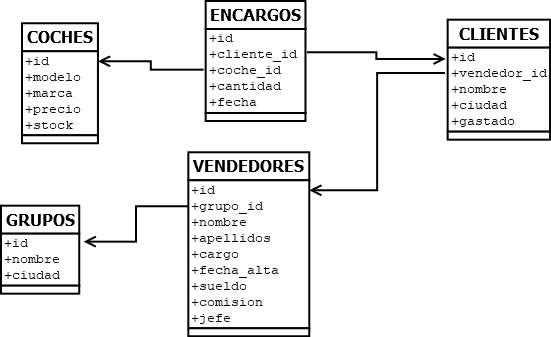 COCHES
+id
+modelo
+marca
+precio
+stock
ENCARGOS
+id
+cliente_id
+coche_id
+cantidad
+fecha
CLIENTES
+id
+vendedor_id
+nombre
+ciudad
+gastado
VENDEDORES
+id
+grupo_id
+nombre
+apellidos
+cargo
+fecha_alta
+sueldo
+comision
+jefe
GRUPOS
+id
+nombre
+ciudad